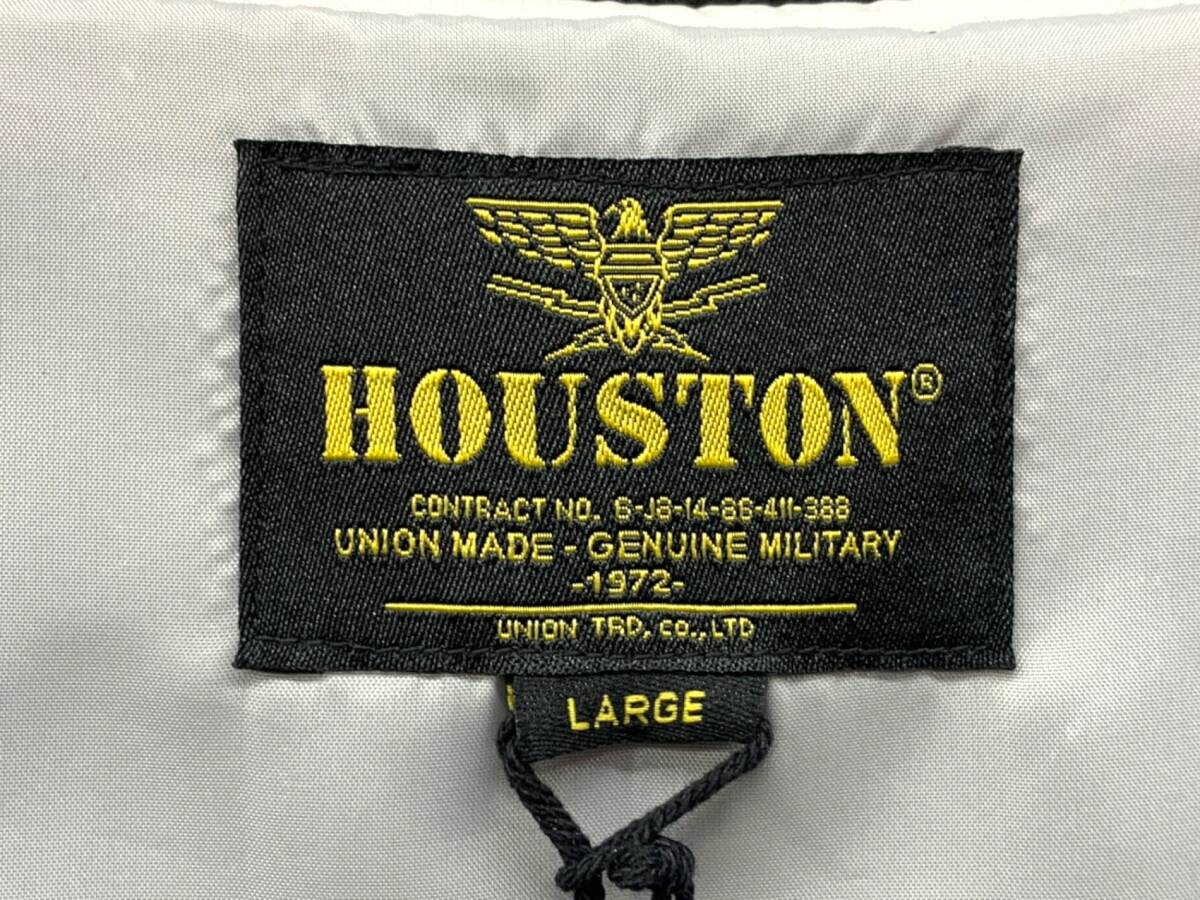 HOUSTON®
CONTRACT NO. 6-J8-14-86-411-388
UNION MADE - GENUINE MILITARY
-1972-
UNION TRD, CO.,LTD
LARGE